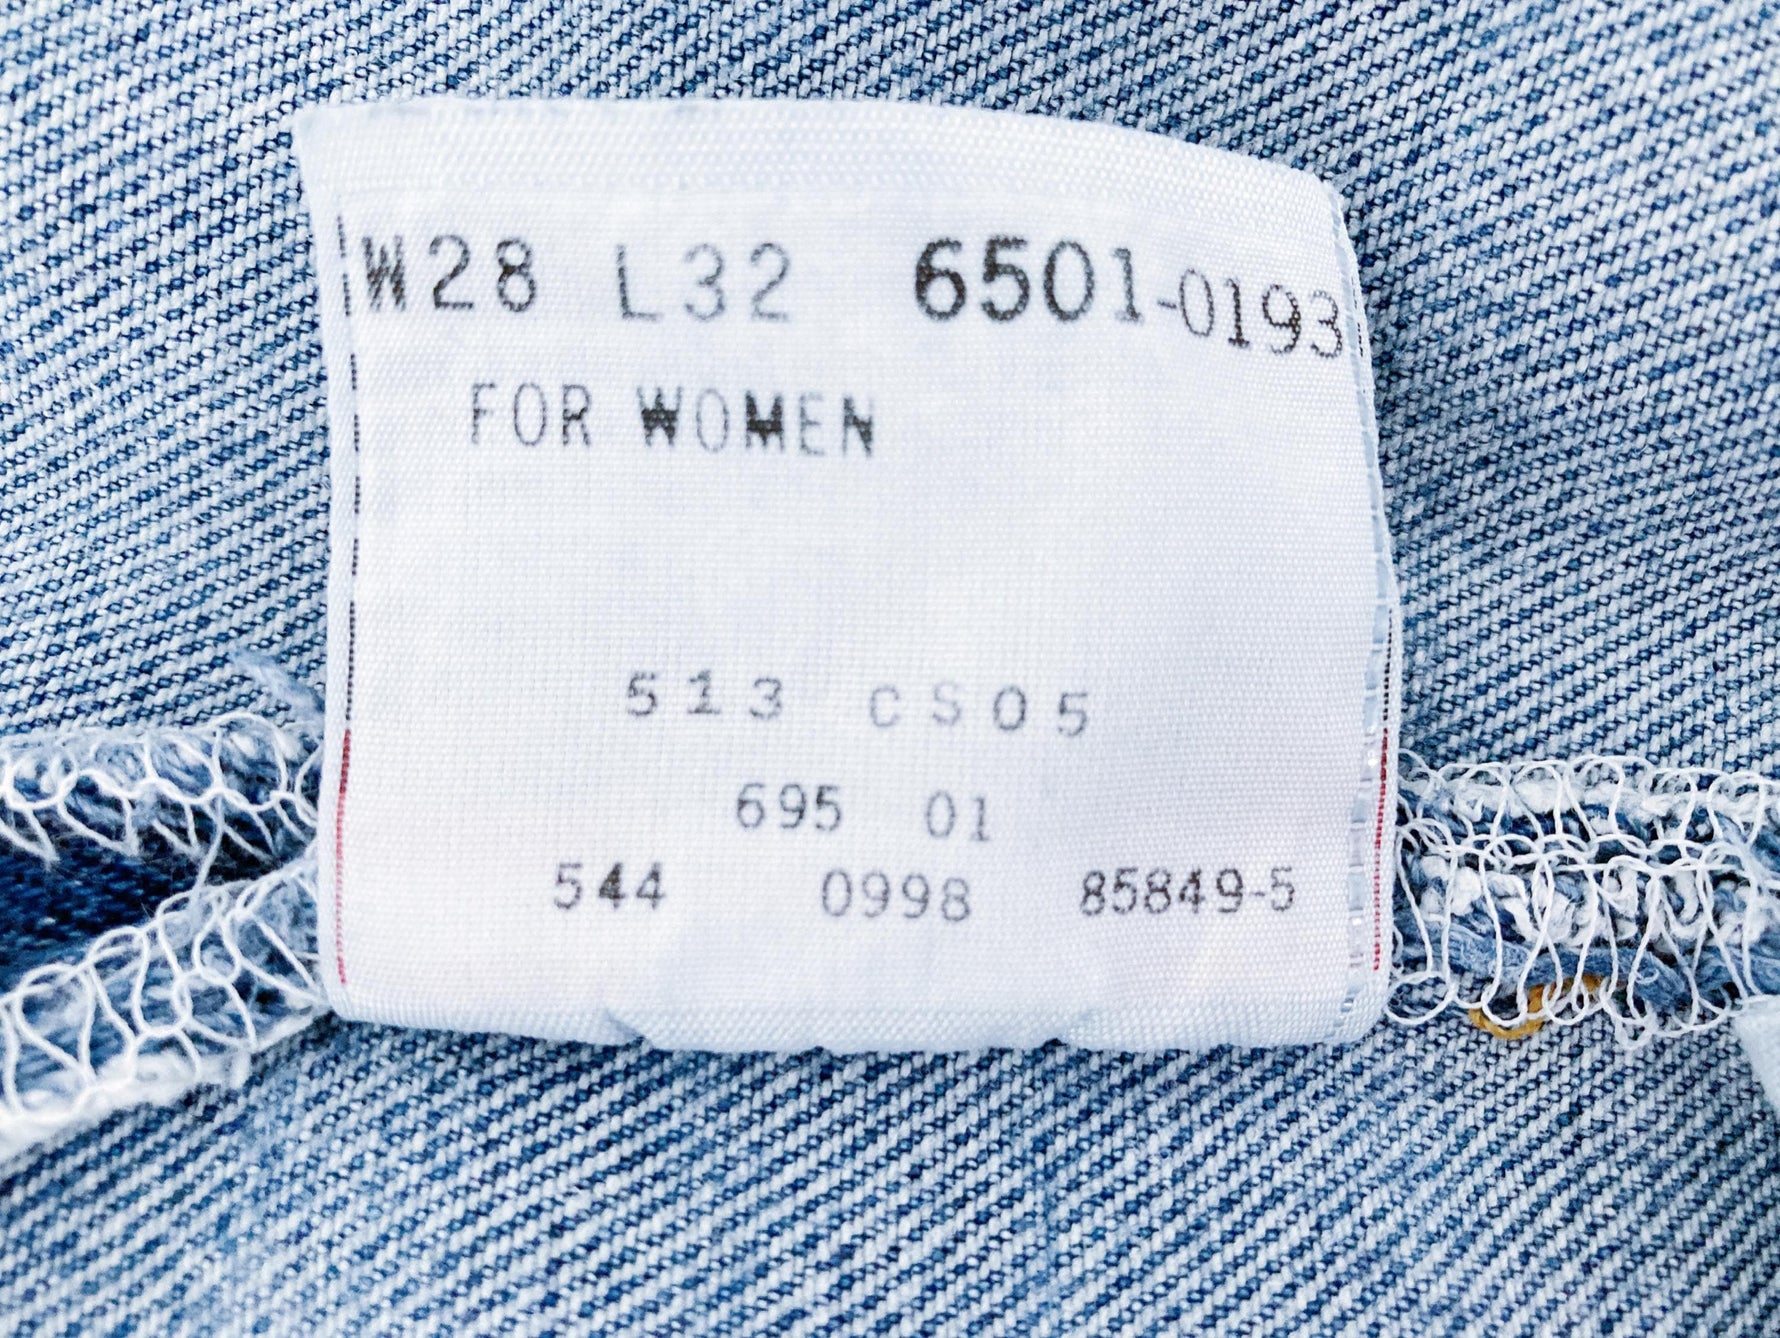 W28 L32 6501-0193
FOR WOMEN
513 CS05
695 01
544 0998 85849-5